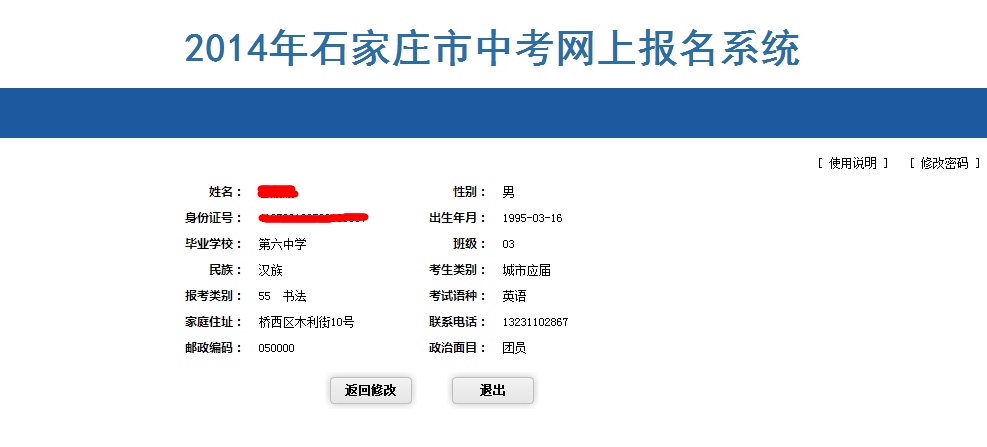 2014年石家庄市中考网上报名系统
[ 使用说明 ] [ 修改密码 ]
姓名： 性别： 男
身份证号： 出生年月： 1995-03-16
毕业学校： 第六中学 班级： 03
民族： 汉族 考生类别： 城市应届
报考类别： 55 书法 考试语种： 英语
家庭住址： 桥西区木利街10号 联系电话： 13231102867
邮政编码： 050000 政治面目： 团员
返回修改 退出